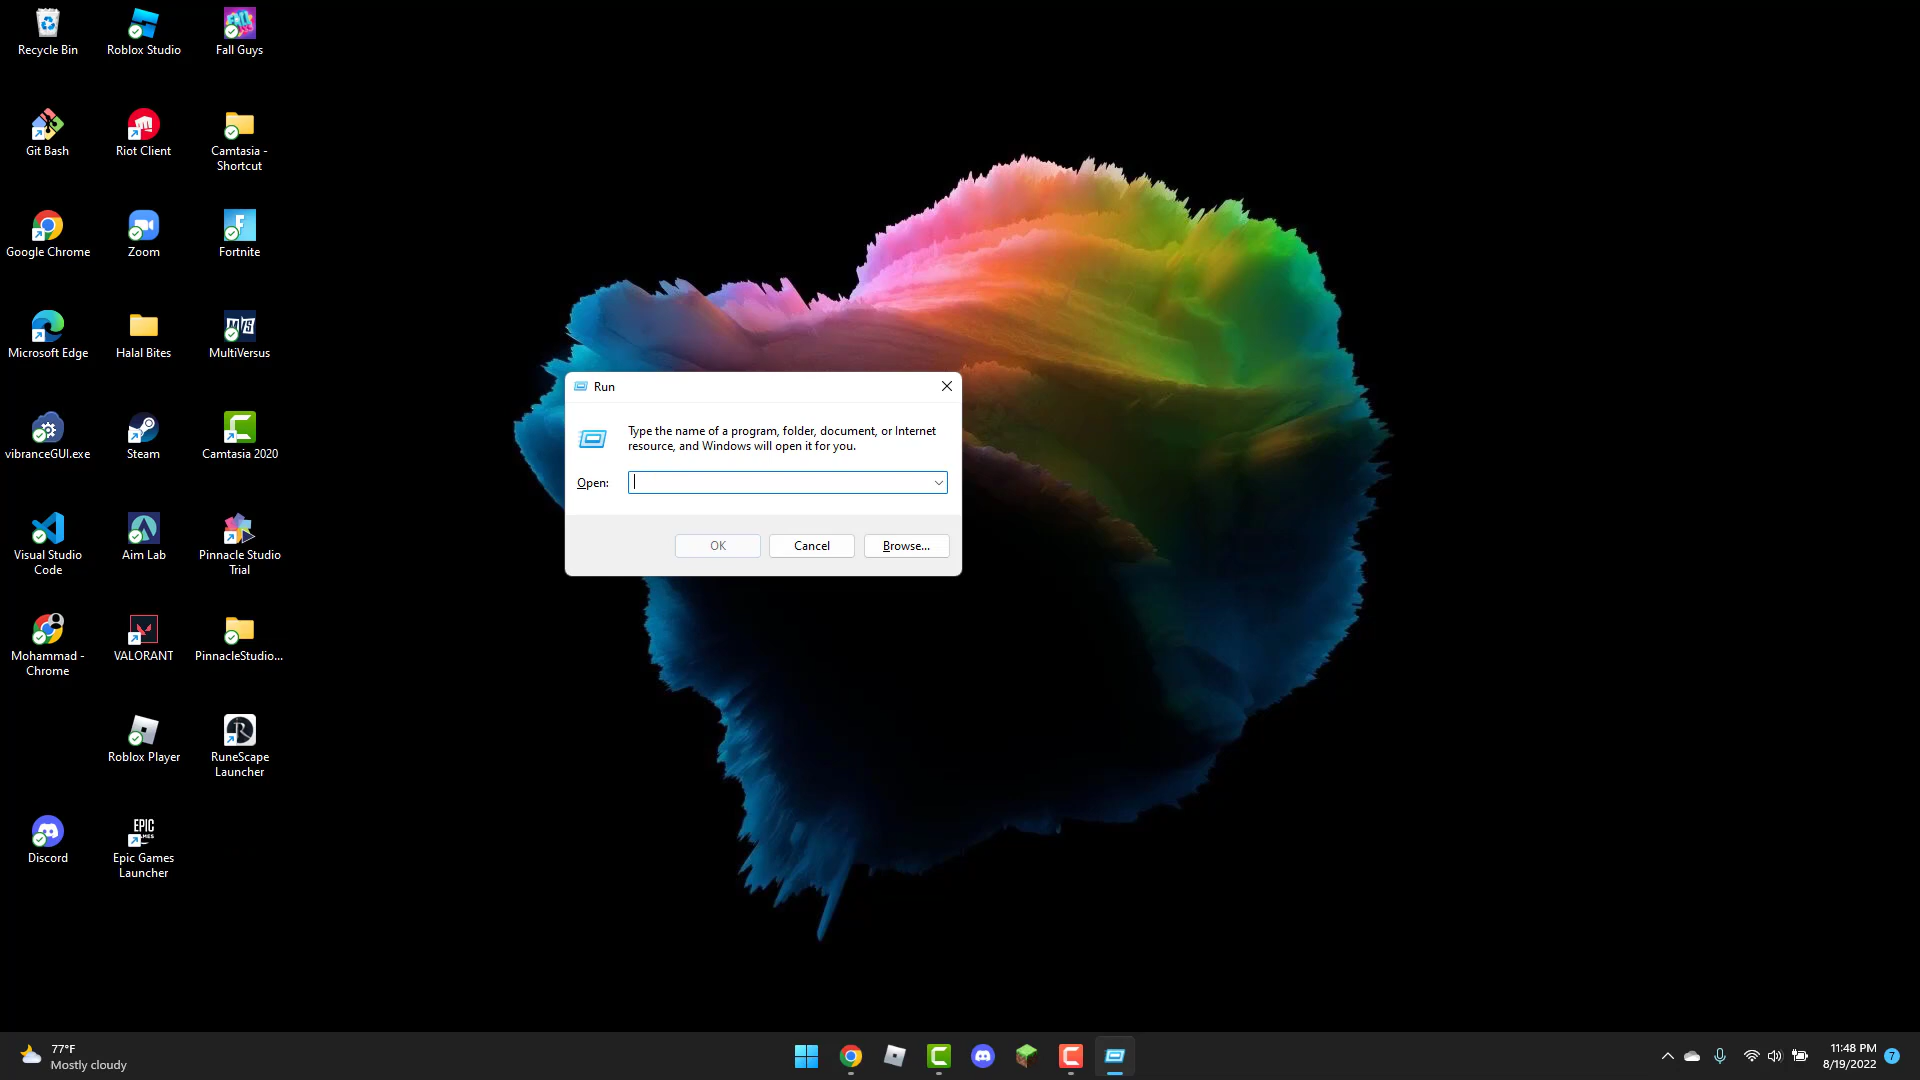 Recycle Bin
Roblox Studio
Fall Guys
Git Bash
Riot Client
Camtasia -
Shortcut
Google Chrome
Zoom
Fortnite
Microsoft Edge
Halal Bites
MultiVersus
vibranceGUI.exe
Steam
Camtasia 2020
Visual Studio
Code
Aim Lab
Pinnacle Studio
Trial
Mohammad -
Chrome
VALORANT
PinnacleStudio...
Roblox Player
RuneScape
Launcher
Discord
EPIC
Epic Games
Launcher
Run
Type the name of a program, folder, document, or Internet
resource, and Windows will open it for you.
Open:
OK
Cancel
Browse...
77°F
Mostly cloudy
11:48 PM
8/19/2022
7